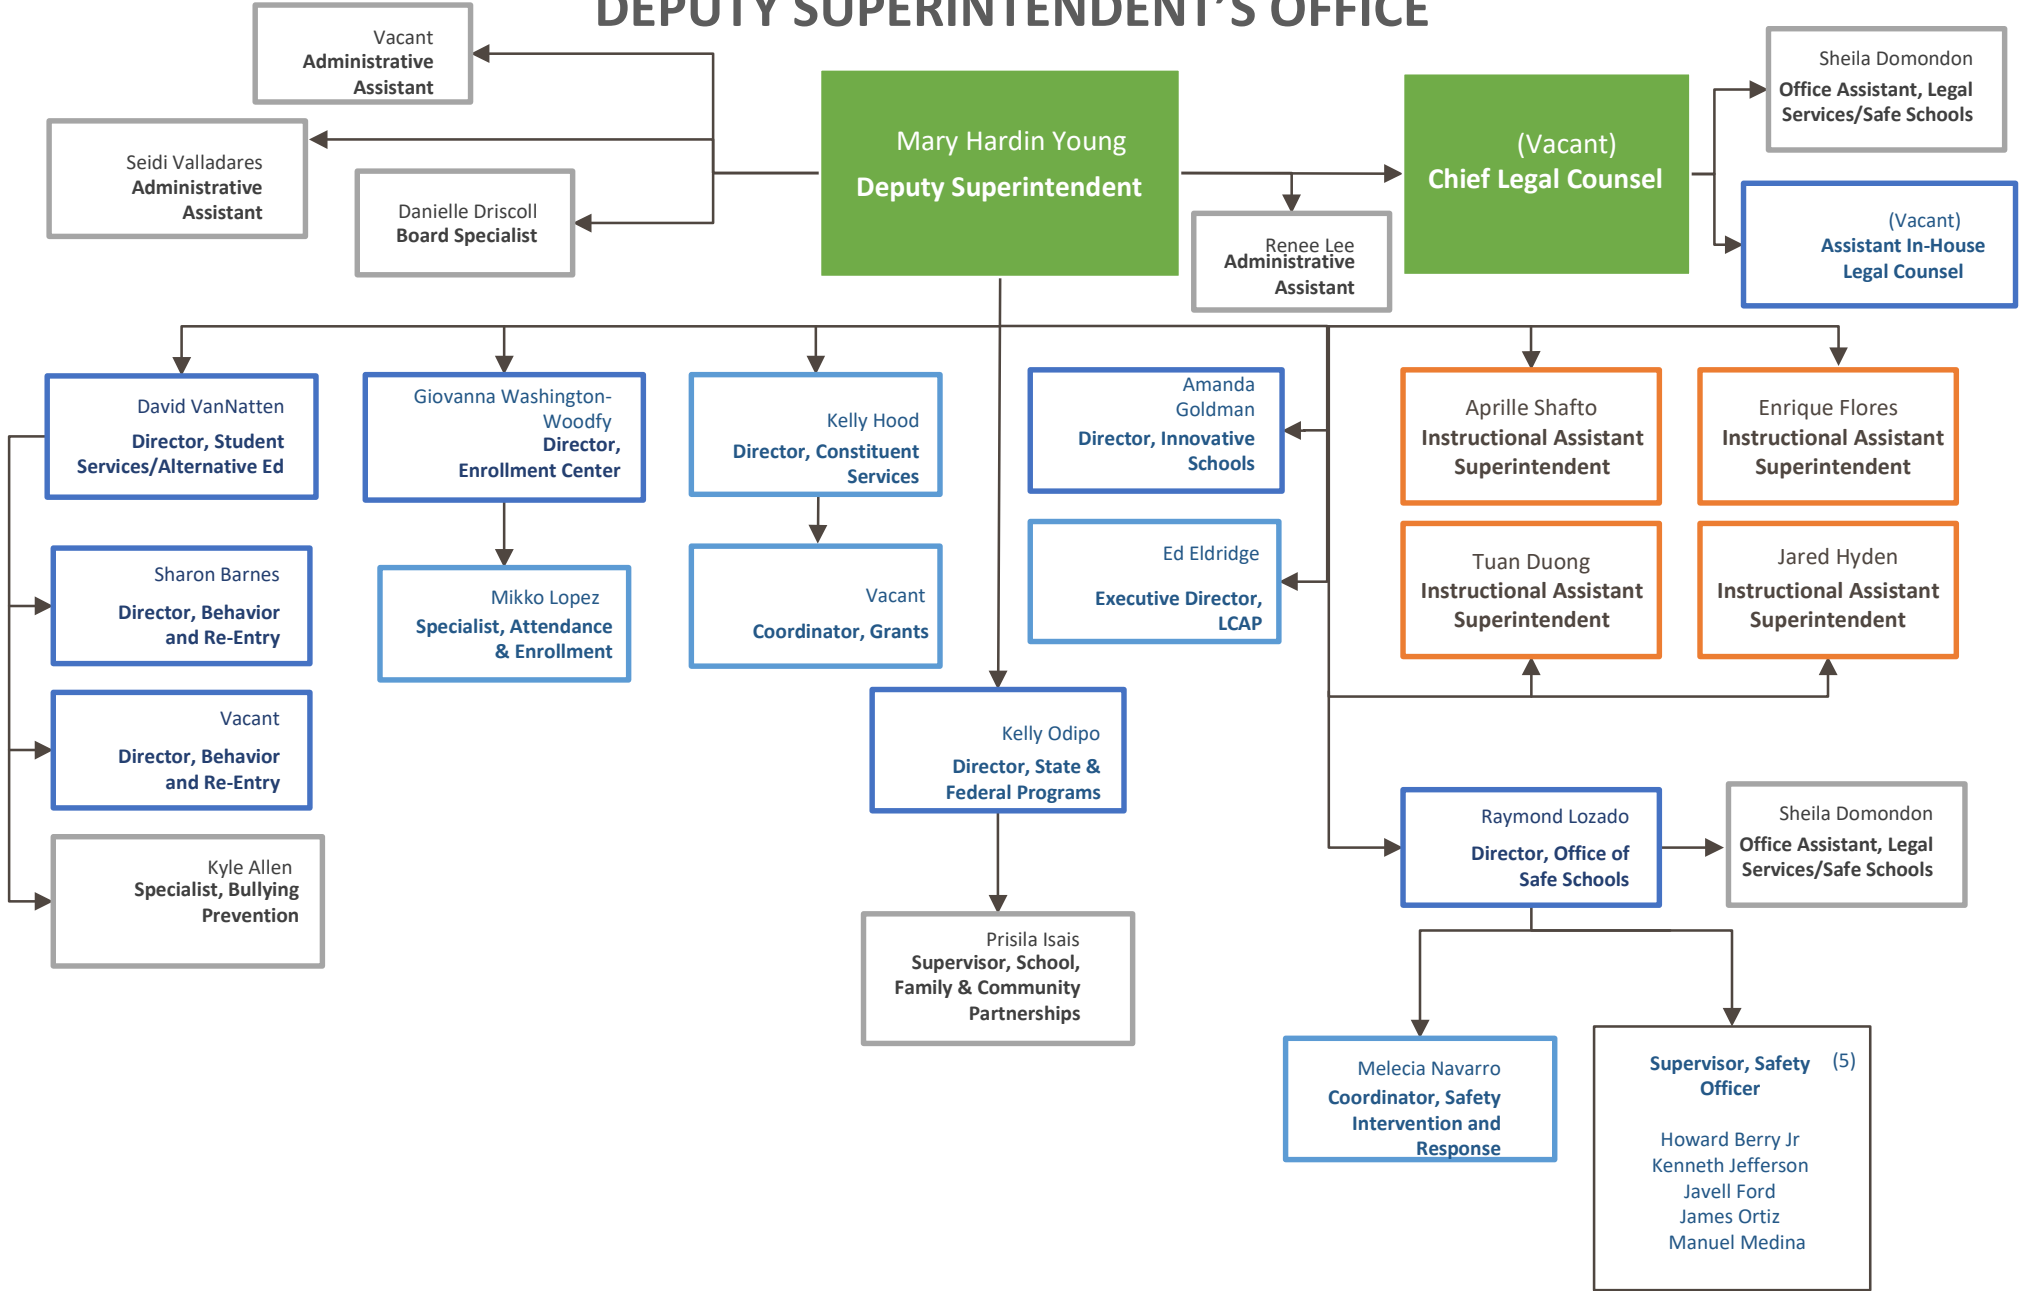 DEPUTY SUPERINTENDENT'S OFFICE
Vacant
Administrative
Assistant
Seidi Valladares
Administrative
Assistant
Danielle Driscoll
Board Specialist
Mary Hardin Young
Deputy Superintendent
Renee Lee
Administrative
Assistant
(Vacant)
Chief Legal Counsel
Sheila Domondon
Office Assistant, Legal
Services/Safe Schools
(Vacant)
Assistant In-House
Legal Counsel
David VanNatten
Director, Student
Services/Alternative Ed
Giovanna Washington-
Woodfy
Director,
Enrollment Center
Kelly Hood
Director, Constituent
Services
Amanda
Goldman
Director, Innovative
Schools
Aprille Shafto
Instructional Assistant
Superintendent
Enrique Flores
Instructional Assistant
Superintendent
Sharon Barnes
Director, Behavior
and Re-Entry
Mikko Lopez
Specialist, Attendance
& Enrollment
Vacant
Coordinator, Grants
Ed Eldridge
Executive Director,
LCAP
Tuan Duong
Instructional Assistant
Superintendent
Jared Hyden
Instructional Assistant
Superintendent
Vacant
Director, Behavior
and Re-Entry
Kelly Odipo
Director, State &
Federal Programs
Raymond Lozado
Director, Office of
Safe Schools
Sheila Domondon
Office Assistant, Legal
Services/Safe Schools
Kyle Allen
Specialist, Bullying
Prevention
Prisila Isais
Supervisor, School,
Family & Community
Partnerships
Melecia Navarro
Coordinator, Safety
Intervention and
Response
Supervisor, Safety (5)
Officer
Howard Berry Jr
Kenneth Jefferson
Javell Ford
James Ortiz
Manuel Medina